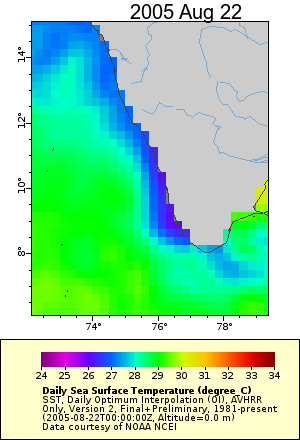 2005 Aug 22
14°
12°
10°
8°
74° 76° 78°
24 25 26 27 28 29 30 31 32 33 34
Daily Sea Surface Temperature (degree_C)
SST, Daily Optimum Interpolation (OI), AVHRR
Only, Version 2, Final+Preliminary, 1981-present
(2005-08-22T00:00:00Z, Altitude=0.0 m)
Data courtesy of NOAA NCEI